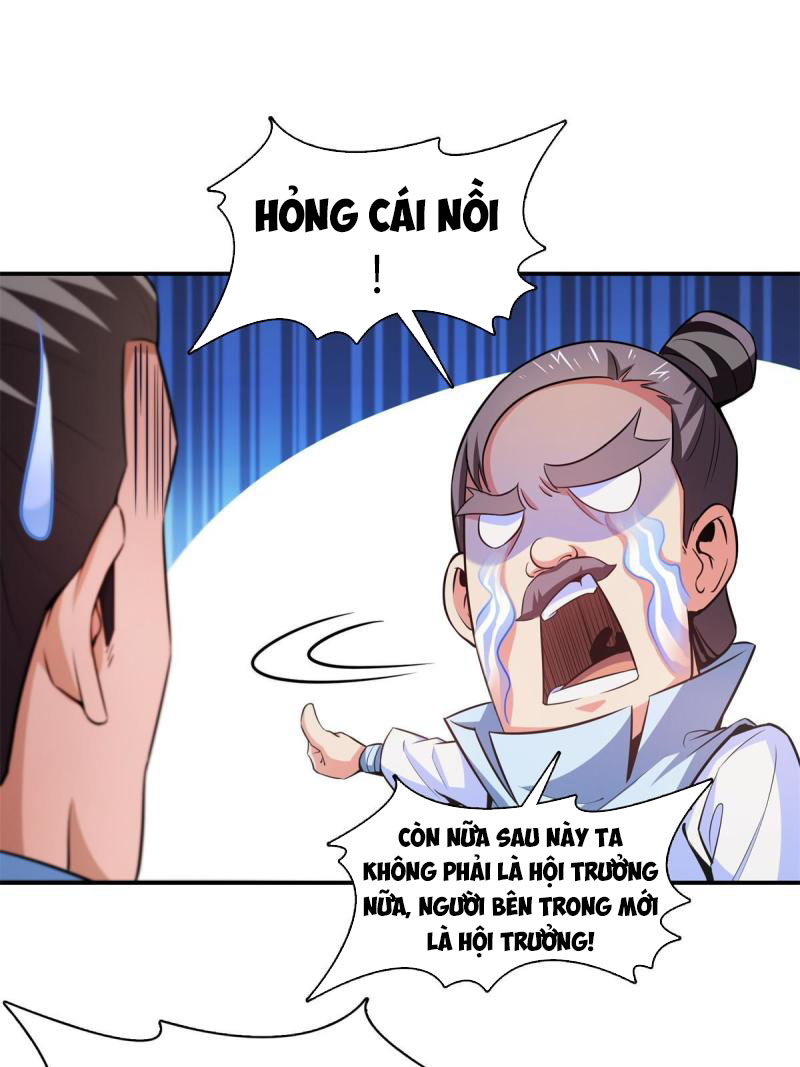 HỎNG CÁI NỒI
!
CÒN NỮA SAU NÀY TA
KHÔNG PHẢI LÀ HỘI TRƯỞNG
NỮA, NGƯỜI BÊN TRONG MỚI
LÀ HỘI TRƯỞNG!